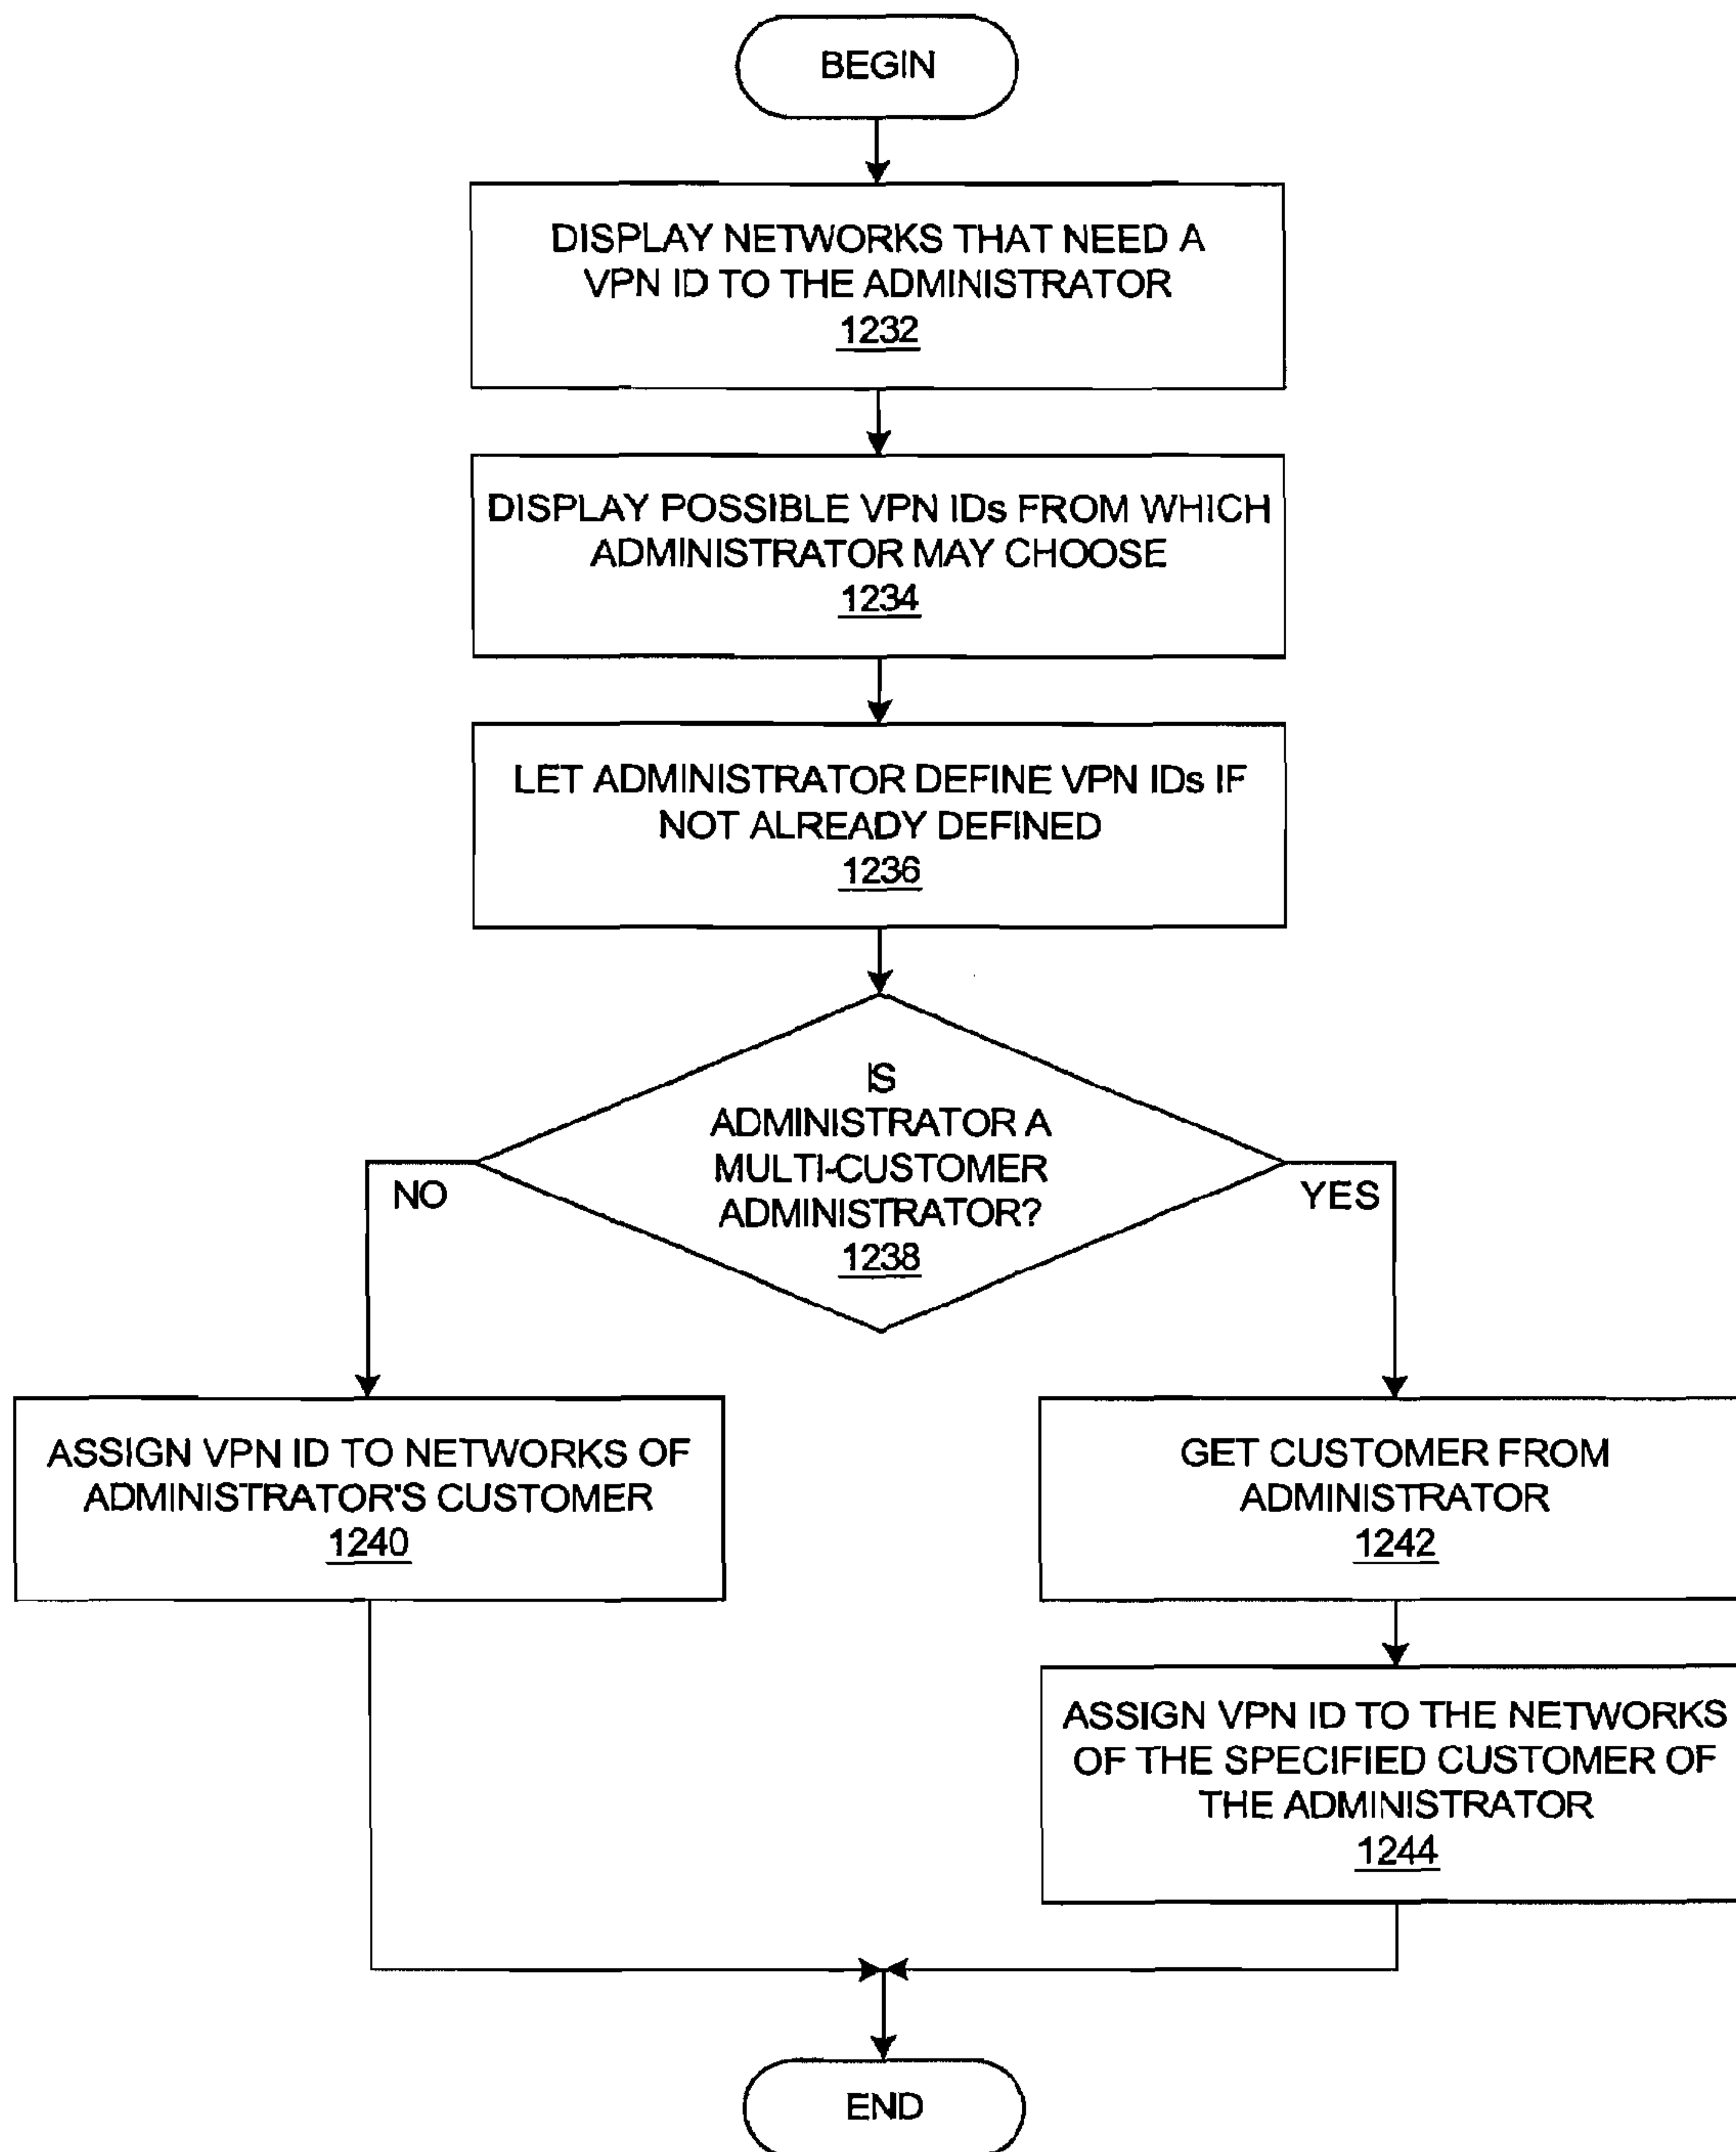 BEGIN
DISPLAY NETWORKS THAT NEED A
VPN ID TO THE ADMINISTRATOR
1232
DISPLAY POSSIBLE VPN IDs FROM WHICH
ADMINISTRATOR MAY CHOOSE
1234
LET ADMINISTRATOR DEFINE VPN IDs IF
NOT ALREADY DEFINED
1236
IS
ADMINISTRATOR A
MULTI-CUSTOMER
ADMINISTRATOR?
1238
NO
YES
ASSIGN VPN ID TO NETWORKS OF
ADMINISTRATOR'S CUSTOMER
1240
GET CUSTOMER FROM
ADMINISTRATOR
1242
ASSIGN VPN ID TO THE NETWORKS
OF THE SPECIFIED CUSTOMER OF
THE ADMINISTRATOR
1244
END